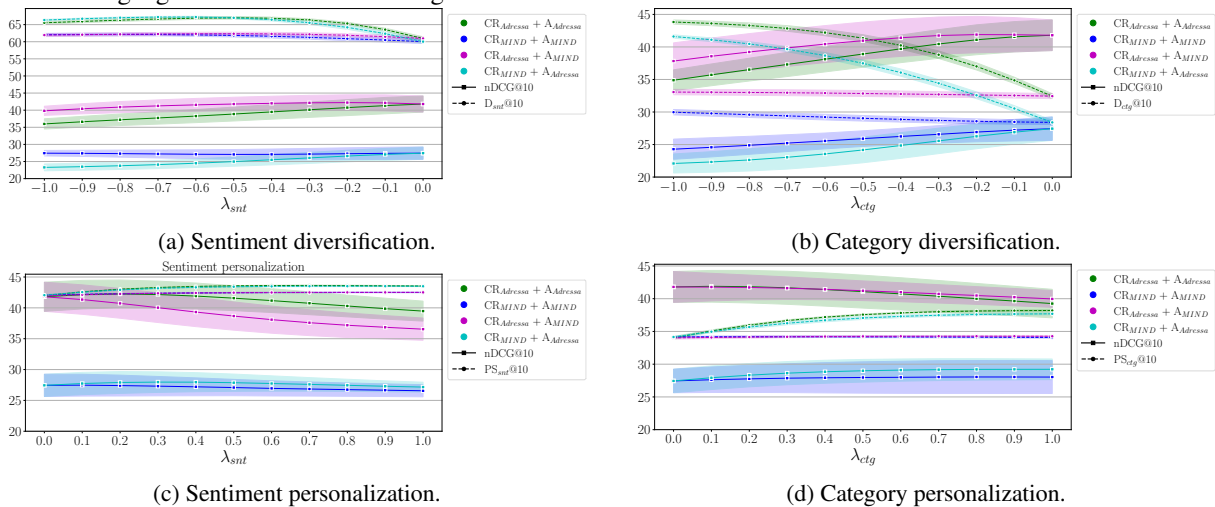 65
60
55
50
45
40
35
30
25
20
−1.0 −0.9 −0.8 −0.7 −0.6 −0.5 −0.4 −0.3 −0.2 −0.1 0.0
λsnt
CRAdressa + AAdressa
CRMIND + AMIND
CRAdressa + AMIND
CRMIND + AAdressa
nDCG@10
Dsnt@10
(a) Sentiment diversification.
45
40
35
30
25
20
−1.0 −0.9 −0.8 −0.7 −0.6 −0.5 −0.4 −0.3 −0.2 −0.1 0.0
λctg
CRAdressa + AAdressa
CRMIND + AMIND
CRAdressa + AMIND
CRMIND + AAdressa
nDCG@10
Dctg@10
(b) Category diversification.
Sentiment personalization
45
40
35
30
25
20
0.0 0.1 0.2 0.3 0.4 0.5 0.6 0.7 0.8 0.9 1.0
λsnt
CRAdressa + AAdressa
CRMIND + AMIND
CRAdressa + AMIND
CRMIND + AAdressa
nDCG@10
PSsnt@10
(c) Sentiment personalization.
45
40
35
30
25
20
0.0 0.1 0.2 0.3 0.4 0.5 0.6 0.7 0.8 0.9 1.0
λctg
CRAdressa + AAdressa
CRMIND + AMIND
CRAdressa + AMIND
CRMIND + AAdressa
nDCG@10
PSctg@10
(d) Category personalization.